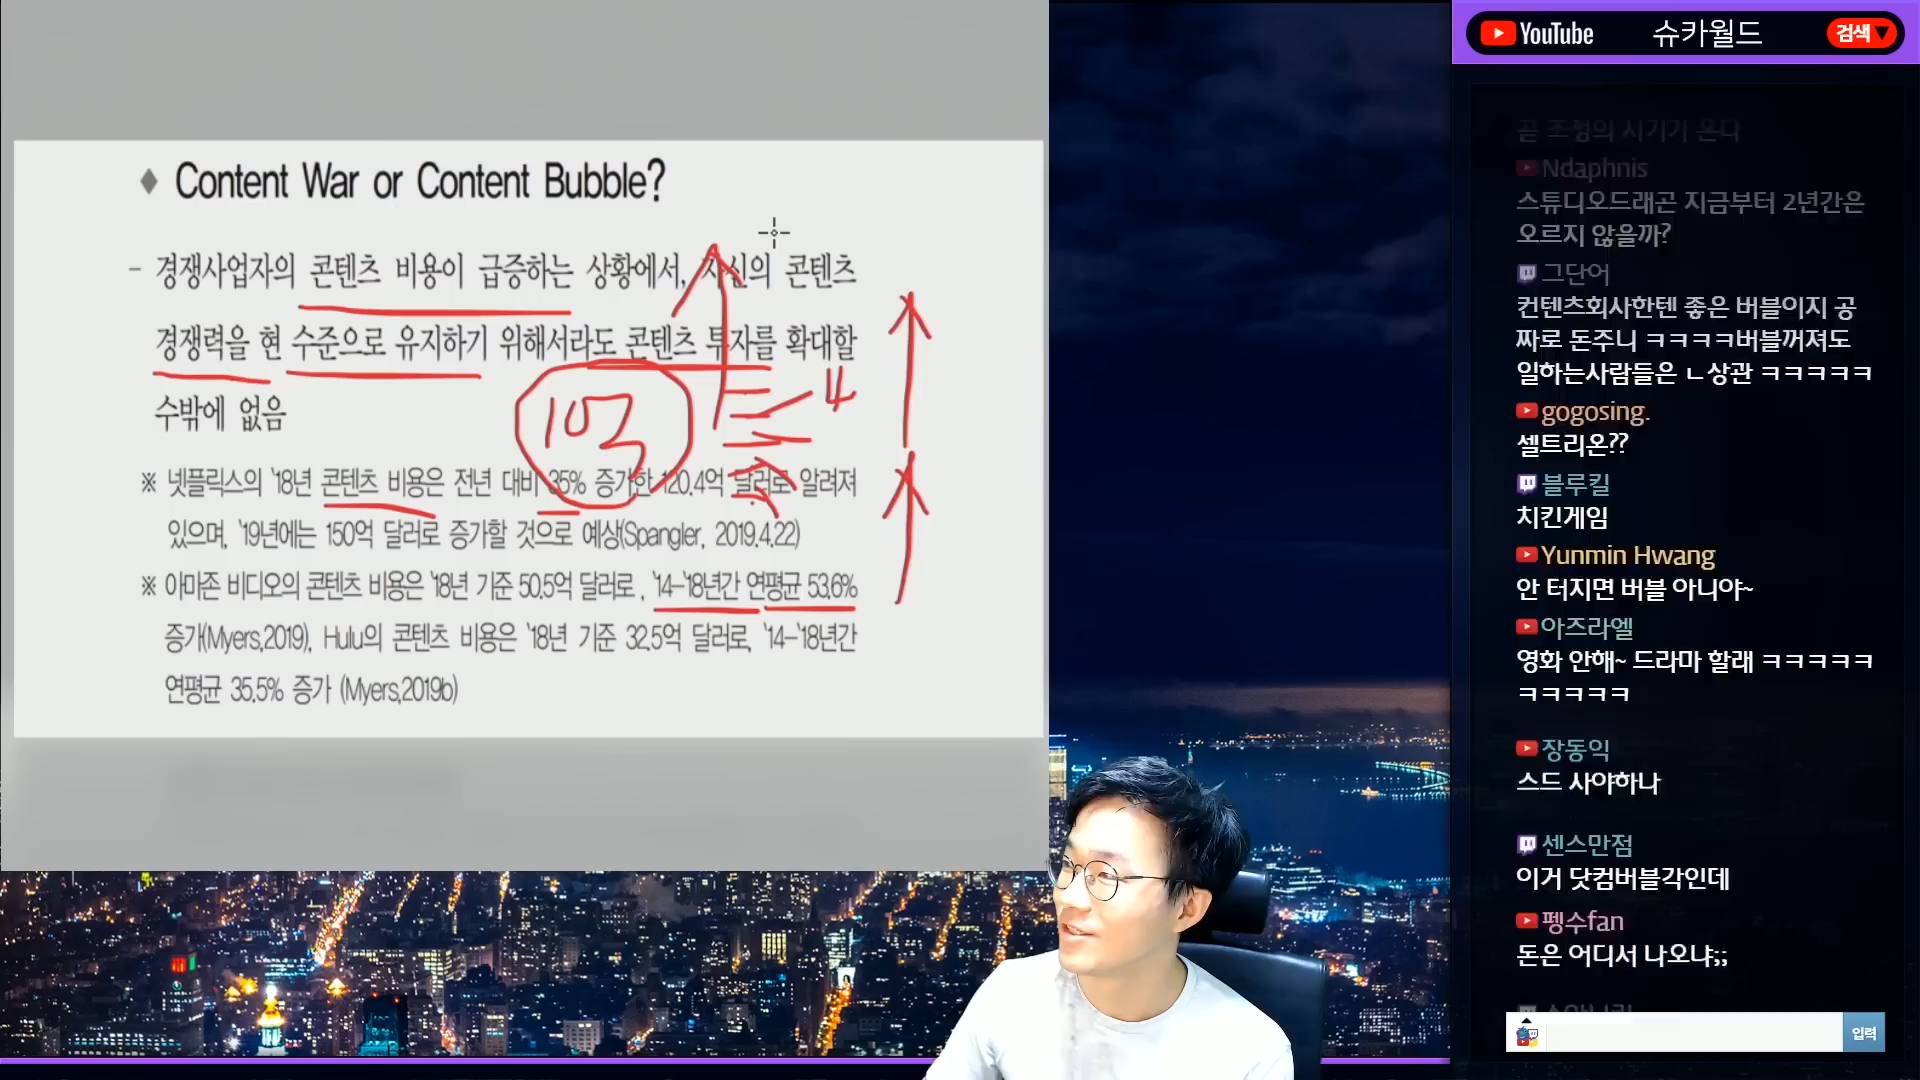 ◆ Content War or Content Bubble?
- 경쟁사업자의 콘텐츠 비용이 급증하는 상황에서, 자신의 콘텐츠
경쟁력을 현 수준으로 유지하기 위해서라도 콘텐츠 투자를 확대할
수밖에 없음
※ 넷플릭스의 '18년 콘텐츠 비용은 전년 대비 35% 증가한 120.4억 달러로 알려져
있으며, '19년에는 150억 달러로 증가할 것으로 예상(Spangler, 2019.4.22)
※ 아마존 비디오의 콘텐츠 비용은 '18년 기준 50.5억 달러로, '14-'18년간 연평균 53.6%
증가(Myers,2019), Hulu의 콘텐츠 비용은 '18년 기준 32.5억 달러로, '14-'18년간
연평균 35.5% 증가 (Myers,2019b)
4
YouTube 슈카월드 검색▼
곧 조정의 시기가 온다
Ndaphnis
스튜디오드래곤 지금부터 2년간은
오르지 않을까?
그단어
컨텐츠회사한텐 좋은 버블이지 공
짜로 돈주니 ㅋㅋㅋㅋ버블꺼져도
일하는사람들은 ㄴ상관 ㅋㅋㅋㅋㅋ
gogosing.
셀트리온??
블루킬
치킨게임
Yunmin Hwang
안 터지면 버블 아니야~
아즈라엘
영화 안해~ 드라마 할래 ㅋㅋㅋㅋㅋ
ㅋㅋㅋㅋㅋ
장동익
스드 사야하나
센스만점
이거 닷컴버블각인데
펭수fan
돈은 어디서 나오냐;;
입력